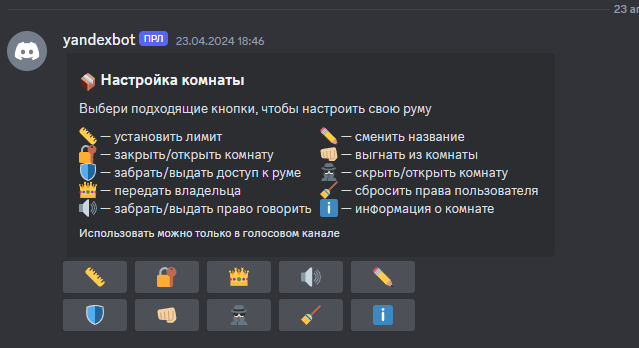 23 ап
yandexbot ПРЛ 23.04.2024 18:46
Настройка комнаты
Выбери подходящие кнопки, чтобы настроить свою руму
— установить лимит
— закрыть/открыть комнату
— забрать/выдать доступ к руме
— передать владельца
— забрать/выдать право говорить
— сменить название
— выгнать из комнаты
— скрыть/открыть комнату
— сбросить права пользователя
— информация о комнате
Использовать можно только в голосовом канале